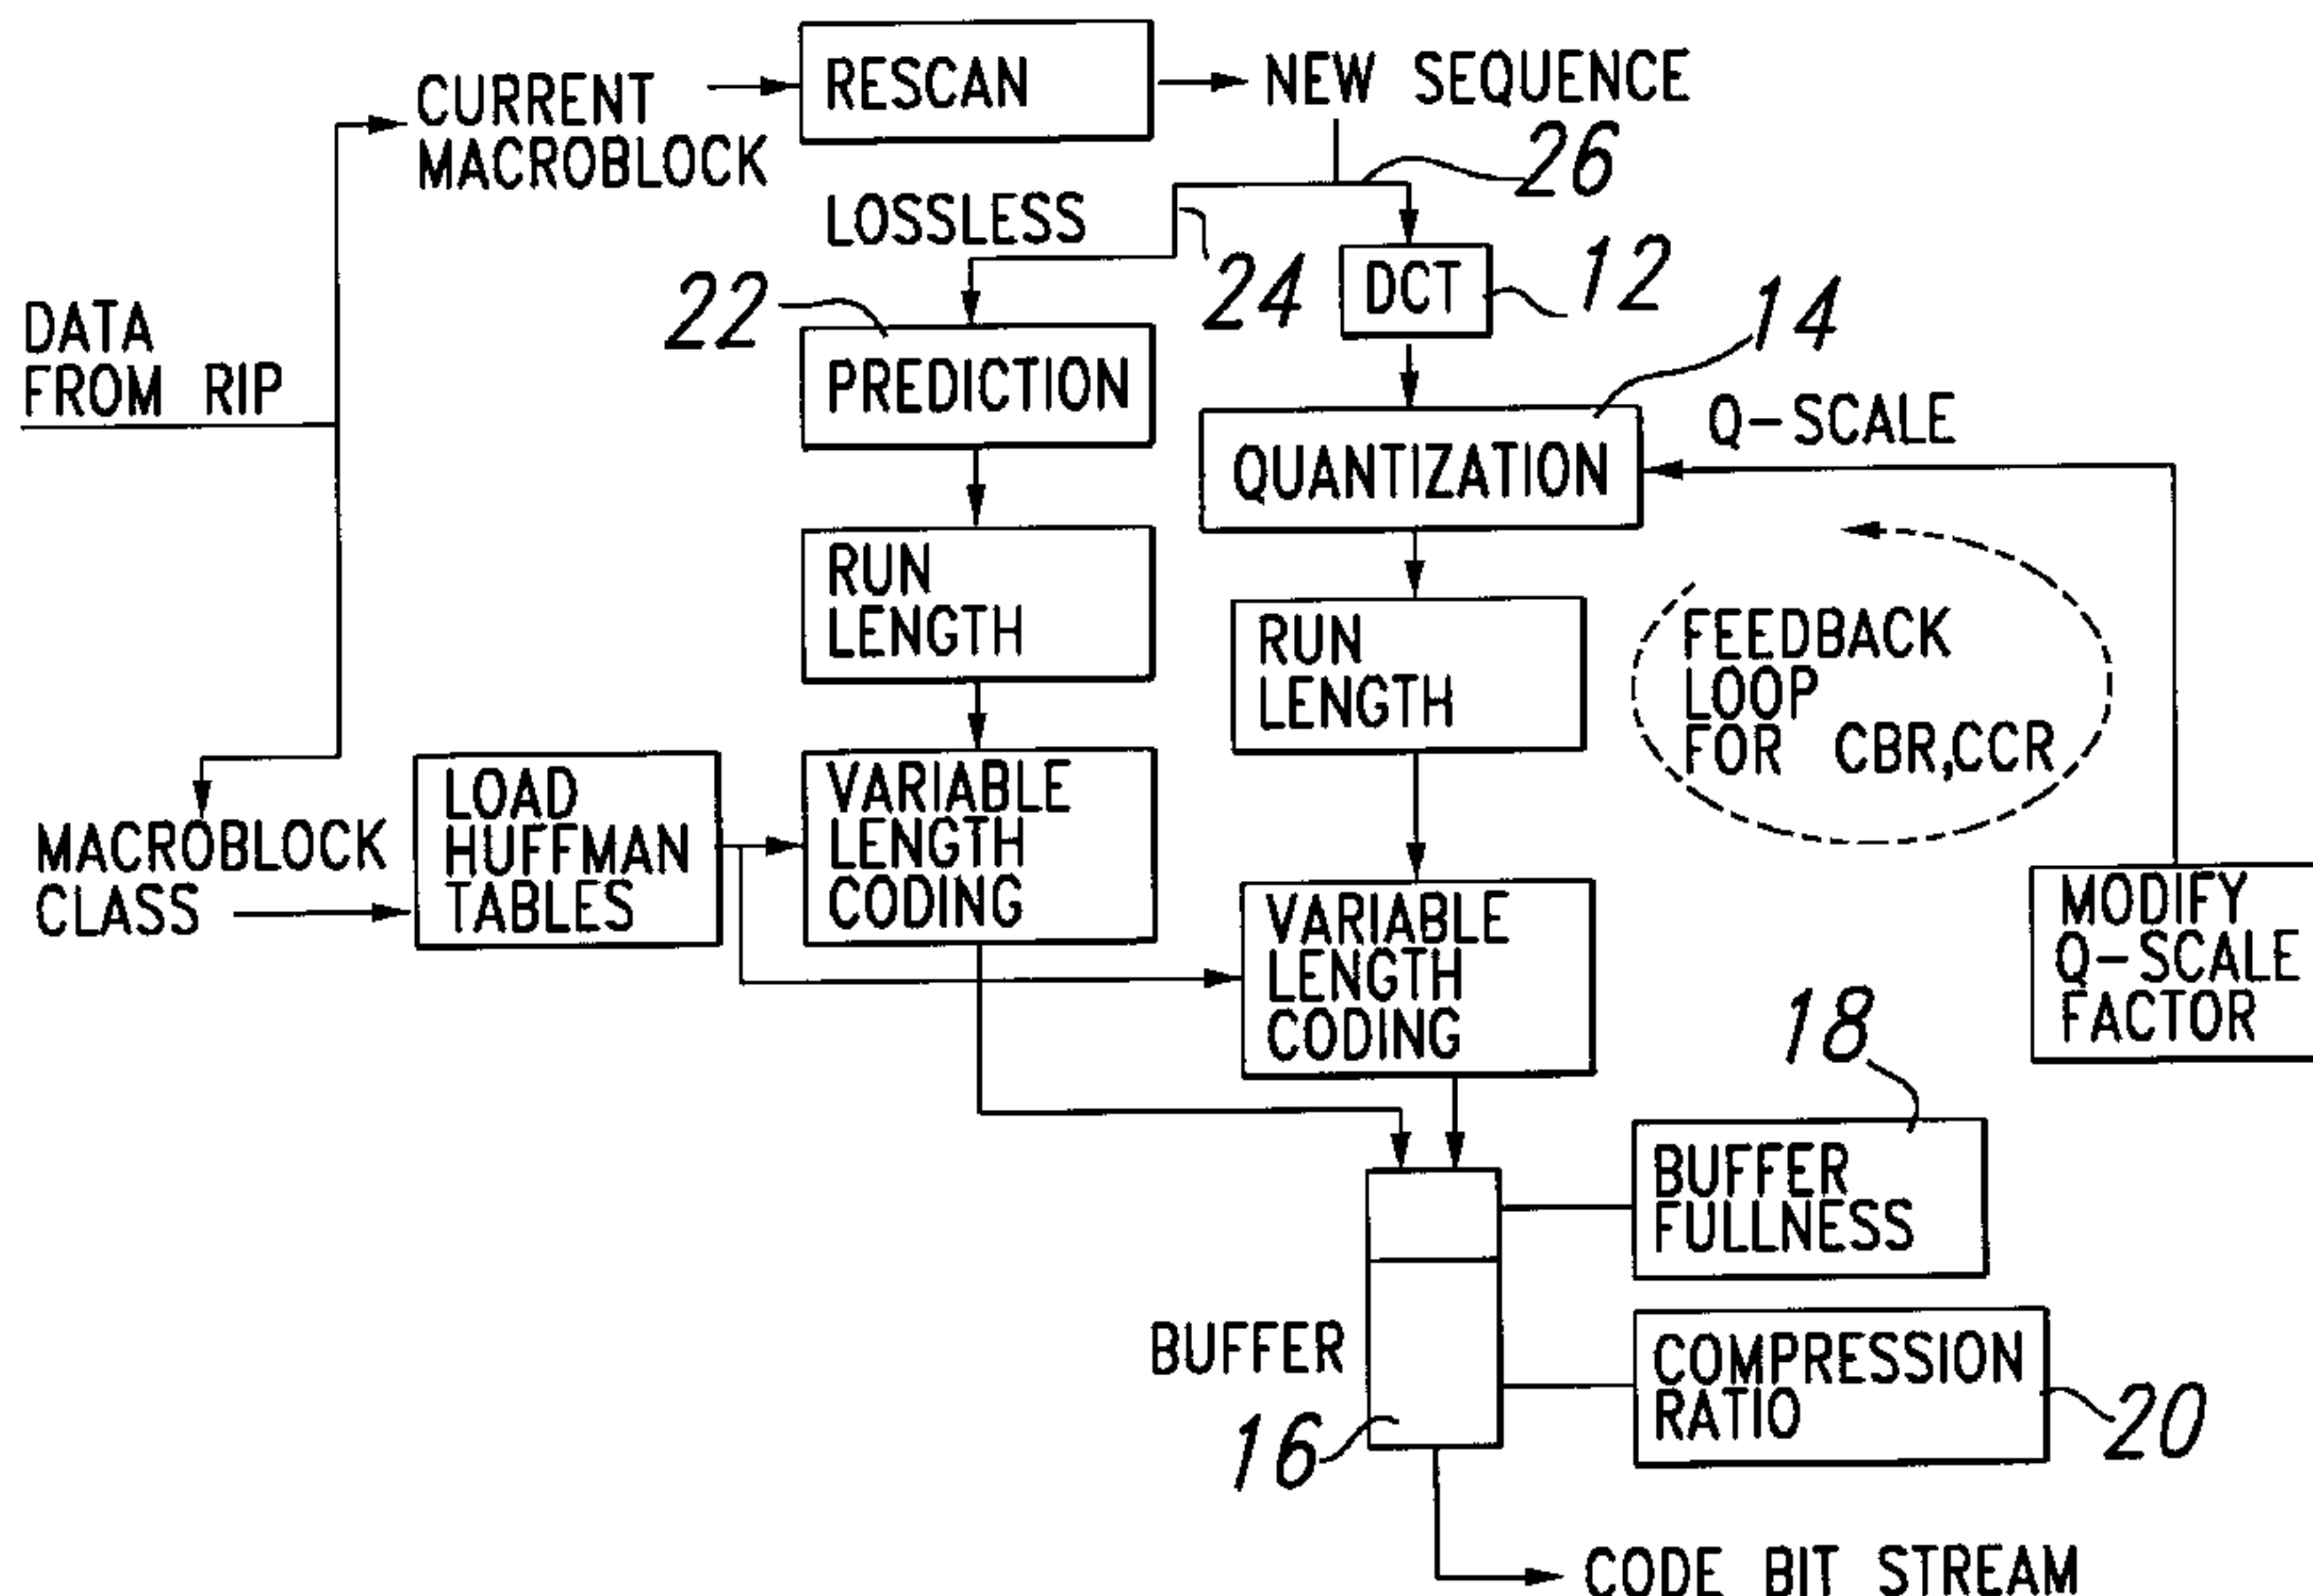 RESCAN
NEW SEQUENCE
CURRENT
MACROBLOCK
26
LOSSLESS
24
DCT
12
22
14
DATA
FROM RIP
PREDICTION
Q-SCALE
QUANTIZATION
RUN
LENGTH
RUN
LENGTH
FEEDBACK
LOOP
FOR CBR,CCR
MACROBLOCK
CLASS
LOAD
HUFFMAN
TABLES
VARIABLE
LENGTH
CODING
VARIABLE
LENGTH
CODING
MODIFY
Q-SCALE
FACTOR
18
BUFFER
FULLNESS
BUFFER
16
COMPRESSION
RATIO
20
CODE BIT STREAM